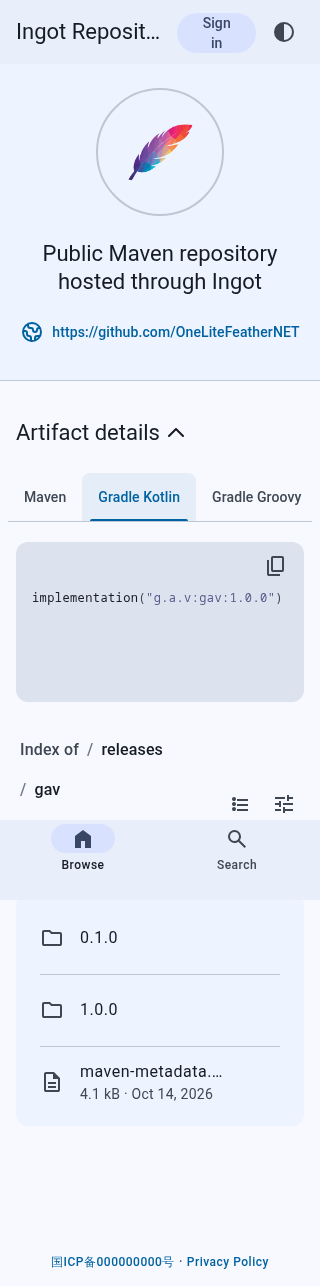 Ingot Reposit…
Sign
in
Public Maven repository
hosted through Ingot
https://github.com/OneLiteFeatherNET
Artifact details
Maven
Gradle Kotlin
Gradle Groovy
implementation("g.a.v:gav:1.0.0")
Index of / releases
/ gav
Browse
Search
0.1.0
1.0.0
maven-metadata.…
4.1 kB · Oct 14, 2026
国ICP备000000000号 · Privacy Policy